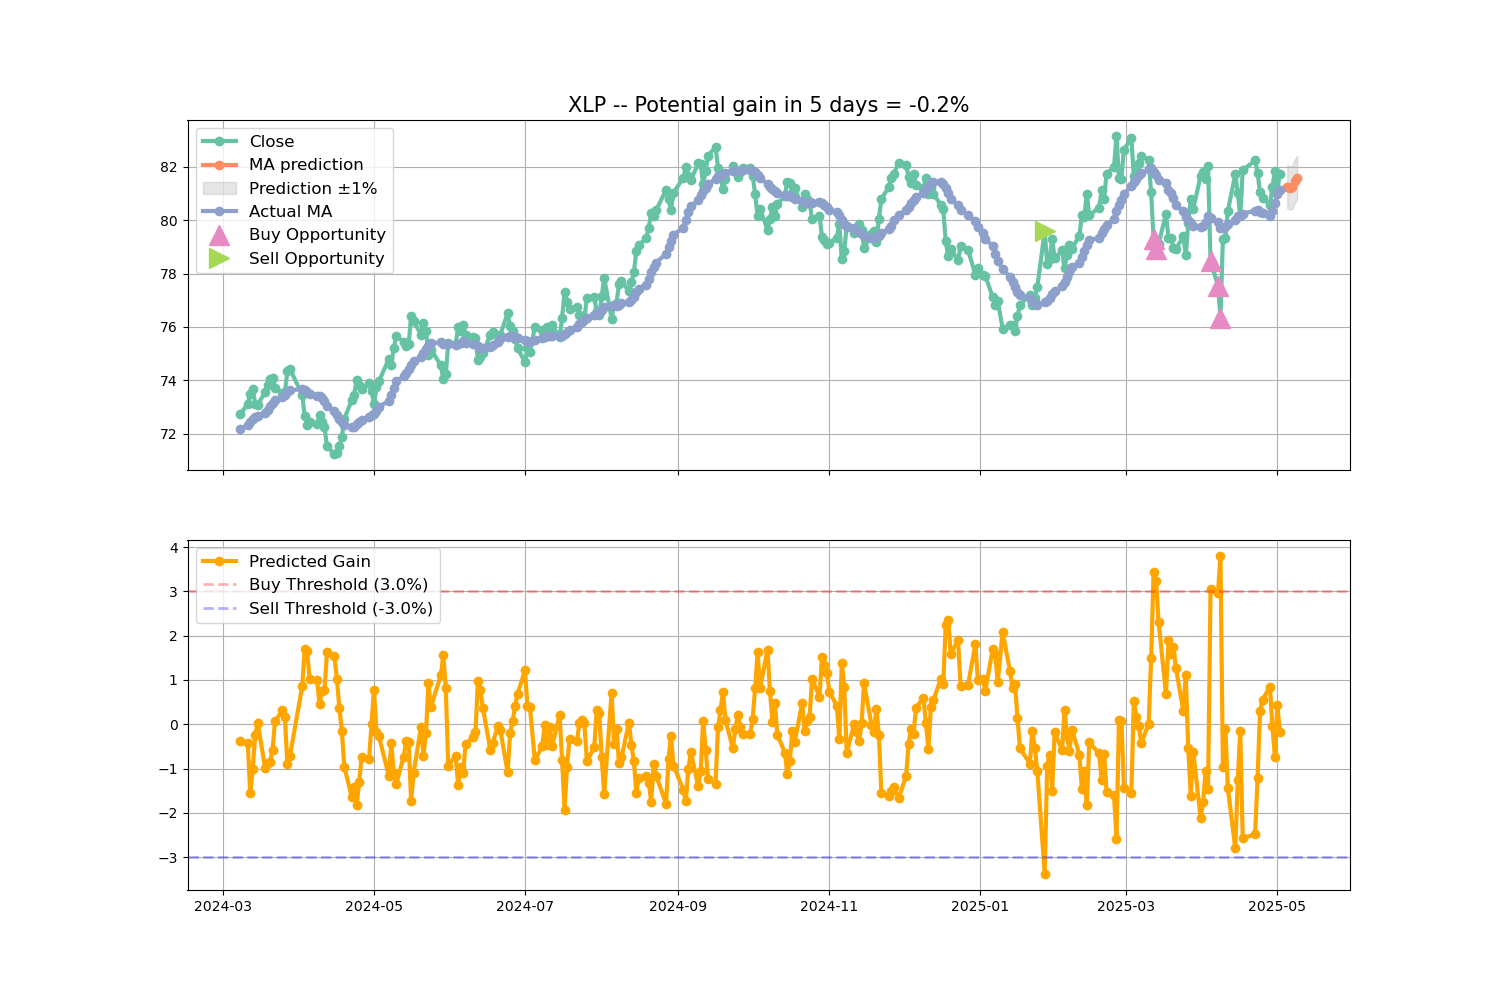 XLP -- Potential gain in 5 days = -0.2%
Close
MA prediction
Prediction ±1%
Actual MA
Buy Opportunity
Sell Opportunity
82
80
78
76
74
72
Predicted Gain
Buy Threshold (3.0%)
Sell Threshold (-3.0%)
4
3
2
1
0
−1
−2
−3
2024-03 2024-05 2024-07 2024-09 2024-11 2025-01 2025-03 2025-05